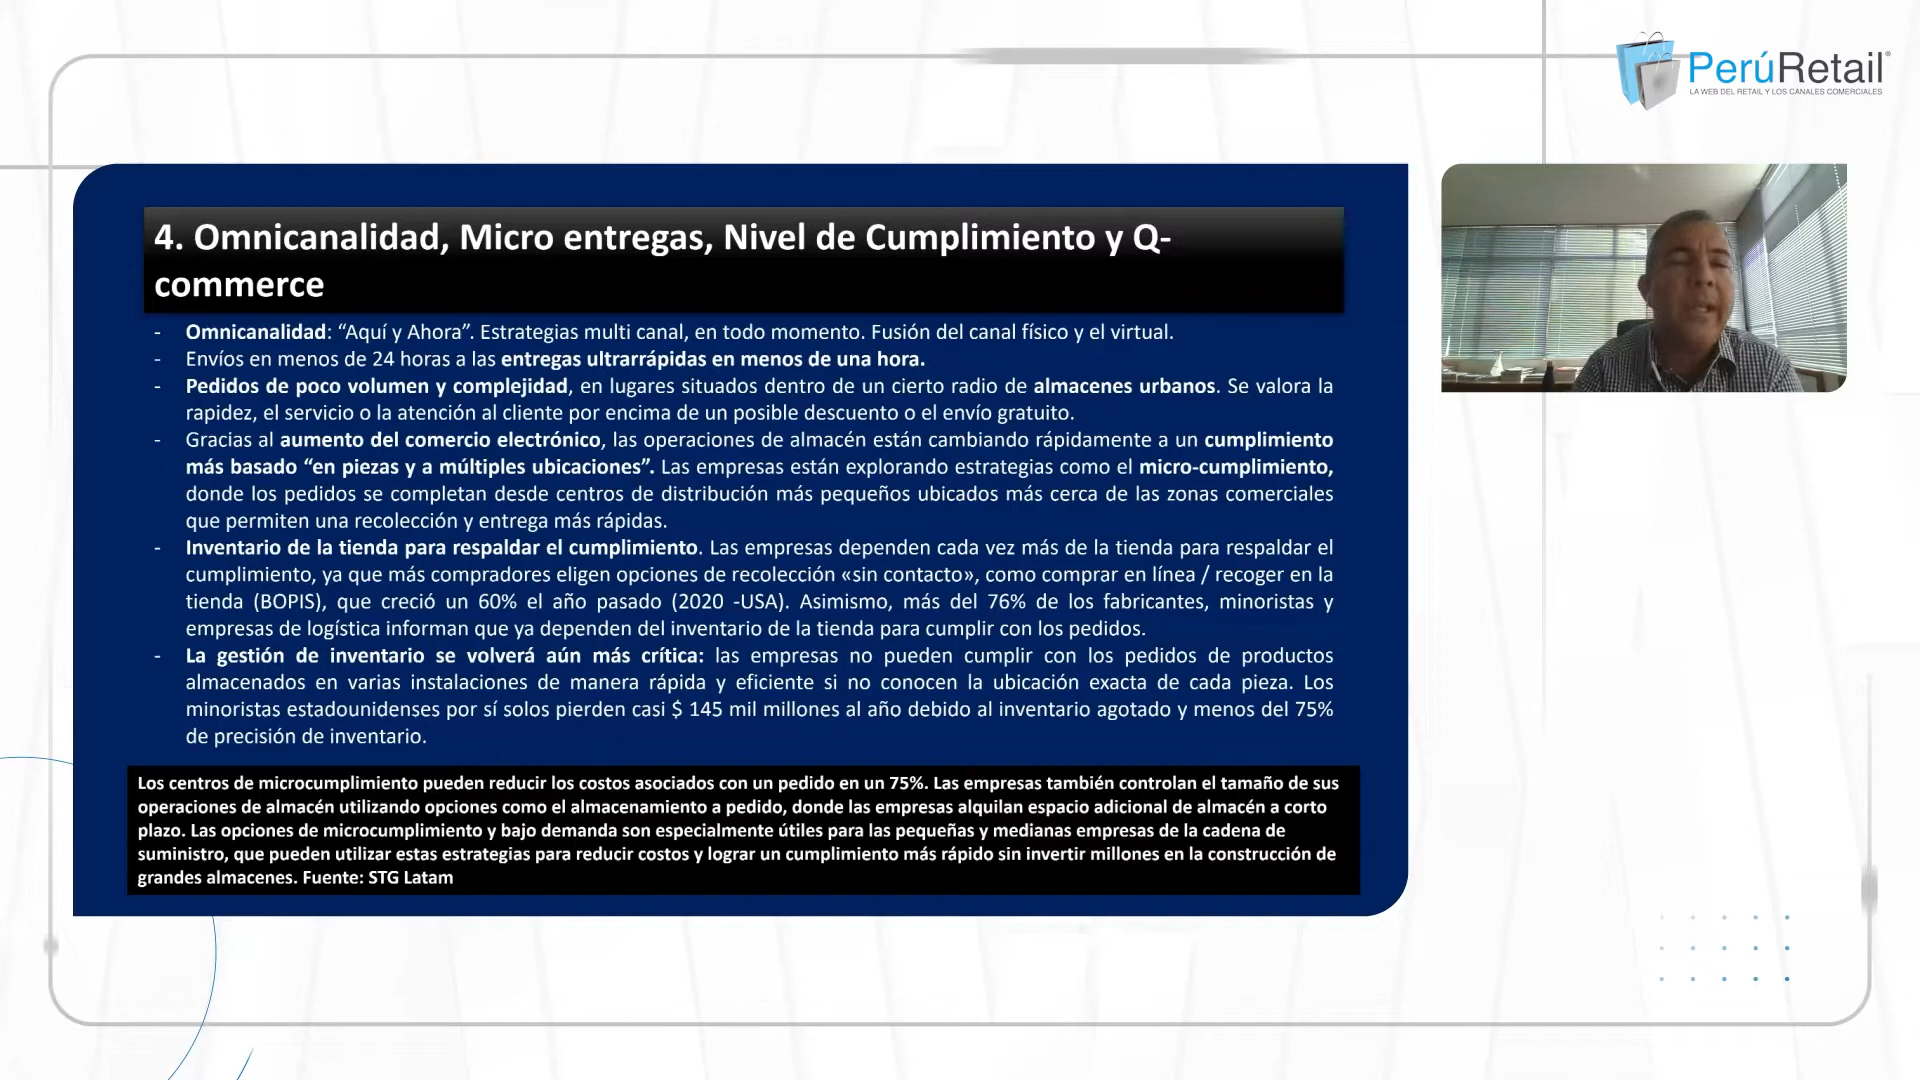 PerúRetail®
LA WEB DEL RETAIL Y LOS CANALES COMERCIALES
4. Omnicanalidad, Micro entregas, Nivel de Cumplimiento y Q-
commerce
- Omnicanalidad: “Aquí y Ahora”. Estrategias multi canal, en todo momento. Fusión del canal físico y el virtual.
- Envíos en menos de 24 horas a las entregas ultrarrápidas en menos de una hora.
- Pedidos de poco volumen y complejidad, en lugares situados dentro de un cierto radio de almacenes urbanos. Se valora la
rapidez, el servicio o la atención al cliente por encima de un posible descuento o el envío gratuito.
- Gracias al aumento del comercio electrónico, las operaciones de almacén están cambiando rápidamente a un cumplimiento
más basado “en piezas y a múltiples ubicaciones”. Las empresas están explorando estrategias como el micro-cumplimiento,
donde los pedidos se completan desde centros de distribución más pequeños ubicados más cerca de las zonas comerciales
que permiten una recolección y entrega más rápidas.
- Inventario de la tienda para respaldar el cumplimiento. Las empresas dependen cada vez más de la tienda para respaldar el
cumplimiento, ya que más compradores eligen opciones de recolección «sin contacto», como comprar en línea / recoger en la
tienda (BOPIS), que creció un 60% el año pasado (2020 -USA). Asimismo, más del 76% de los fabricantes, minoristas y
empresas de logística informan que ya dependen del inventario de la tienda para cumplir con los pedidos.
- La gestión de inventario se volverá aún más crítica: las empresas no pueden cumplir con los pedidos de productos
almacenados en varias instalaciones de manera rápida y eficiente si no conocen la ubicación exacta de cada pieza. Los
minoristas estadounidenses por sí solos pierden casi $ 145 mil millones al año debido al inventario agotado y menos del 75%
de precisión de inventario.
Los centros de microcumplimiento pueden reducir los costos asociados con un pedido en un 75%. Las empresas también controlan el tamaño de sus
operaciones de almacén utilizando opciones como el almacenamiento a pedido, donde las empresas alquilan espacio adicional de almacén a corto
plazo. Las opciones de microcumplimiento y bajo demanda son especialmente útiles para las pequeñas y medianas empresas de la cadena de
suministro, que pueden utilizar estas estrategias para reducir costos y lograr un cumplimiento más rápido sin invertir millones en la construcción de
grandes almacenes. Fuente: STG Latam